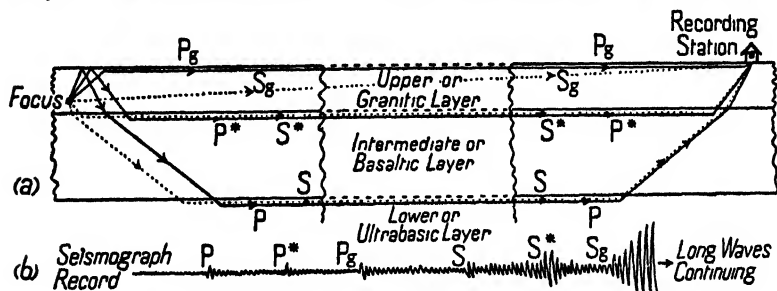 Recording
Station
Pg Pg
Focus Sg Upper or Sg
Granitic Layer
P* S* S* P*
Intermediate or
Basaltic Layer
(a) S S
P Lower or P
Ultrabasic Layer
(b) Seismograph P P* Pg S S* Sg Long Waves
Record Continuing